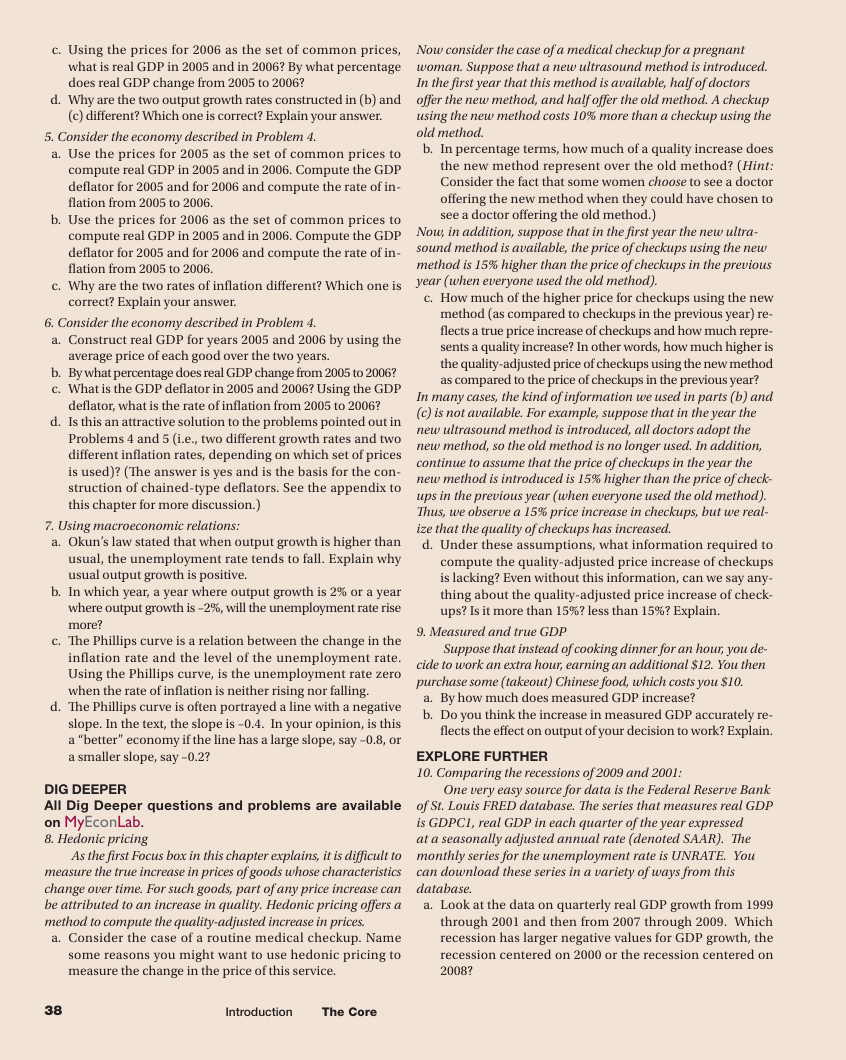 c. Using the prices for 2006 as the set of common prices,
what is real GDP in 2005 and in 2006? By what percentage
does real GDP change from 2005 to 2006?
d. Why are the two output growth rates constructed in (b) and
(c) different? Which one is correct? Explain your answer.
5. Consider the economy described in Problem 4.
a. Use the prices for 2005 as the set of common prices to
compute real GDP in 2005 and in 2006. Compute the GDP
deflator for 2005 and for 2006 and compute the rate of in-
flation from 2005 to 2006.
b. Use the prices for 2006 as the set of common prices to
compute real GDP in 2005 and in 2006. Compute the GDP
deflator for 2005 and for 2006 and compute the rate of in-
flation from 2005 to 2006.
c. Why are the two rates of inflation different? Which one is
correct? Explain your answer.
6. Consider the economy described in Problem 4.
a. Construct real GDP for years 2005 and 2006 by using the
average price of each good over the two years.
b. By what percentage does real GDP change from 2005 to 2006?
c. What is the GDP deflator in 2005 and 2006? Using the GDP
deflator, what is the rate of inflation from 2005 to 2006?
d. Is this an attractive solution to the problems pointed out in
Problems 4 and 5 (i.e., two different growth rates and two
different inflation rates, depending on which set of prices
is used)? (The answer is yes and is the basis for the con-
struction of chained-type deflators. See the appendix to
this chapter for more discussion.)
7. Using macroeconomic relations:
a. Okun's law stated that when output growth is higher than
usual, the unemployment rate tends to fall. Explain why
usual output growth is positive.
b. In which year, a year where output growth is 2% or a year
where output growth is –2%, will the unemployment rate rise
more?
c. The Phillips curve is a relation between the change in the
inflation rate and the level of the unemployment rate.
Using the Phillips curve, is the unemployment rate zero
when the rate of inflation is neither rising nor falling.
d. The Phillips curve is often portrayed a line with a negative
slope. In the text, the slope is –0.4. In your opinion, is this
a “better” economy if the line has a large slope, say –0.8, or
a smaller slope, say –0.2?
DIG DEEPER
All Dig Deeper questions and problems are available
on MyEconLab.
8. Hedonic pricing
As the first Focus box in this chapter explains, it is difficult to
measure the true increase in prices of goods whose characteristics
change over time. For such goods, part of any price increase can
be attributed to an increase in quality. Hedonic pricing offers a
method to compute the quality-adjusted increase in prices.
a. Consider the case of a routine medical checkup. Name
some reasons you might want to use hedonic pricing to
measure the change in the price of this service.
Now consider the case of a medical checkup for a pregnant
woman. Suppose that a new ultrasound method is introduced.
In the first year that this method is available, half of doctors
offer the new method, and half offer the old method. A checkup
using the new method costs 10% more than a checkup using the
old method.
b. In percentage terms, how much of a quality increase does
the new method represent over the old method? (Hint:
Consider the fact that some women choose to see a doctor
offering the new method when they could have chosen to
see a doctor offering the old method.)
Now, in addition, suppose that in the first year the new ultra-
sound method is available, the price of checkups using the new
method is 15% higher than the price of checkups in the previous
year (when everyone used the old method).
c. How much of the higher price for checkups using the new
method (as compared to checkups in the previous year) re-
flects a true price increase of checkups and how much repre-
sents a quality increase? In other words, how much higher is
the quality-adjusted price of checkups using the new method
as compared to the price of checkups in the previous year?
In many cases, the kind of information we used in parts (b) and
(c) is not available. For example, suppose that in the year the
new ultrasound method is introduced, all doctors adopt the
new method, so the old method is no longer used. In addition,
continue to assume that the price of checkups in the year the
new method is introduced is 15% higher than the price of check-
ups in the previous year (when everyone used the old method).
Thus, we observe a 15% price increase in checkups, but we real-
ize that the quality of checkups has increased.
d. Under these assumptions, what information required to
compute the quality-adjusted price increase of checkups
is lacking? Even without this information, can we say any-
thing about the quality-adjusted price increase of check-
ups? Is it more than 15%? less than 15%? Explain.
9. Measured and true GDP
Suppose that instead of cooking dinner for an hour, you de-
cide to work an extra hour, earning an additional $12. You then
purchase some (takeout) Chinese food, which costs you $10.
a. By how much does measured GDP increase?
b. Do you think the increase in measured GDP accurately re-
flects the effect on output of your decision to work? Explain.
EXPLORE FURTHER
10. Comparing the recessions of 2009 and 2001:
One very easy source for data is the Federal Reserve Bank
of St. Louis FRED database. The series that measures real GDP
is GDPC1, real GDP in each quarter of the year expressed
at a seasonally adjusted annual rate (denoted SAAR). The
monthly series for the unemployment rate is UNRATE. You
can download these series in a variety of ways from this
database.
a. Look at the data on quarterly real GDP growth from 1999
through 2001 and then from 2007 through 2009. Which
recession has larger negative values for GDP growth, the
recession centered on 2000 or the recession centered on
2008?
38 Introduction The Core